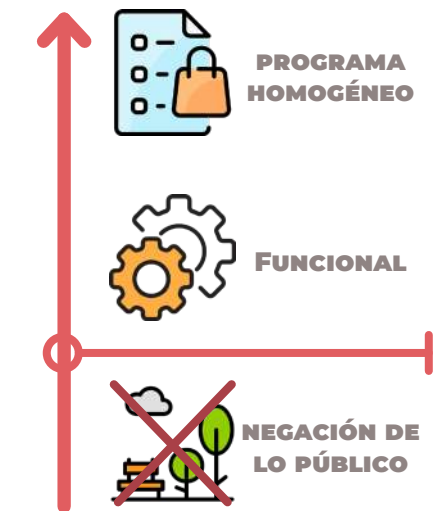 PROGRAMA
HOMOGÉNEO
FUNCIONAL
NEGACIÓN DE
LO PÚBLICO